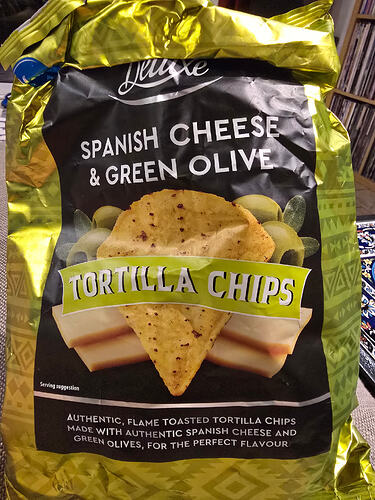 Deluxe
SPANISH CHEESE
& GREEN OLIVE
TORTILLA CHIPS
Serving suggestion
AUTHENTIC, FLAME TOASTED TORTILLA CHIPS
MADE WITH AUTHENTIC SPANISH CHEESE AND
GREEN OLIVES, FOR THE PERFECT FLAVOUR